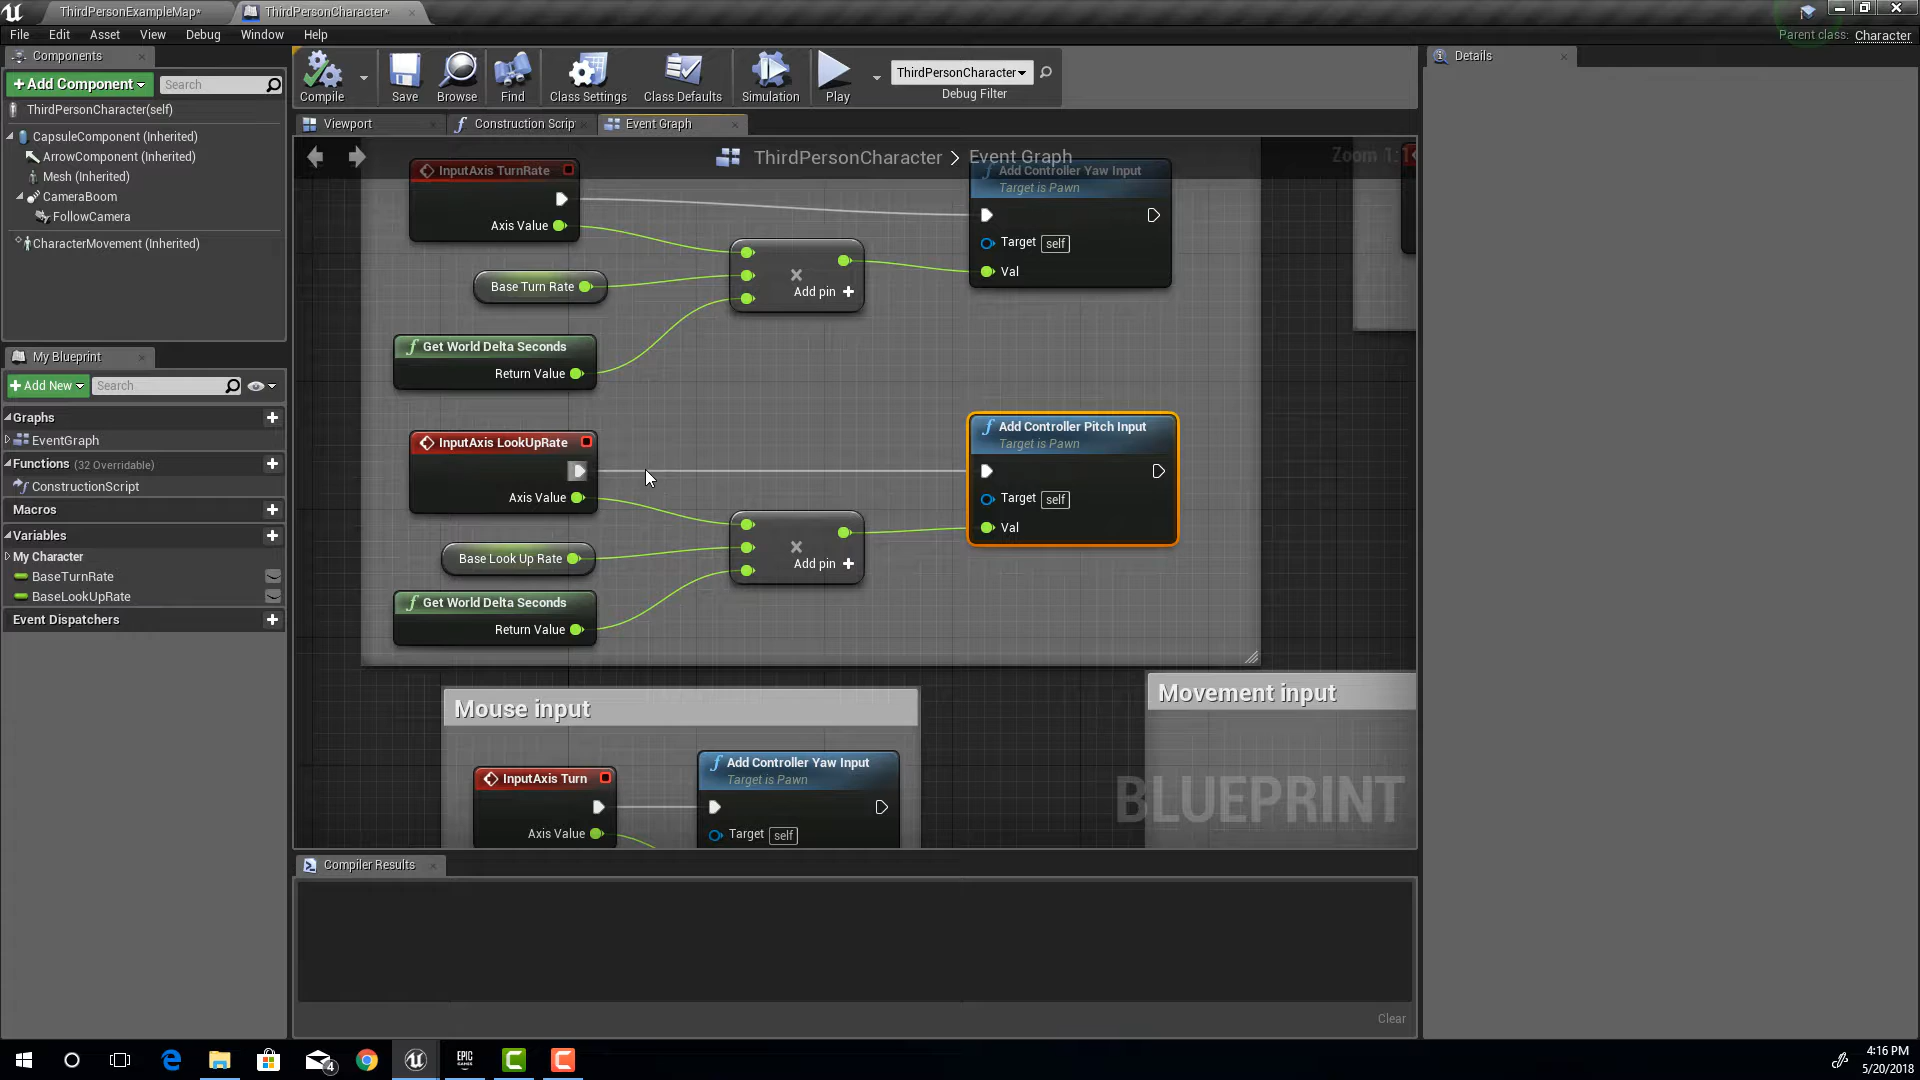 ThirdPersonExampleMap*
ThirdPersonCharacter*
File Edit Asset View Debug Window Help
Parent class: Character
Components
+Add Component
Search
ThirdPersonCharacter(self)
CapsuleComponent (Inherited)
ArrowComponent (Inherited)
Mesh (Inherited)
CameraBoom
FollowCamera
CharacterMovement (Inherited)
My Blueprint
+Add New
Search
Graphs
EventGraph
Functions (32 Overridable)
ConstructionScript
Macros
Variables
My Character
BaseTurnRate
BaseLookUpRate
Event Dispatchers
Compile
Save
Browse
Find
Class Settings
Class Defaults
Simulation
Play
ThirdPersonCharacter
Debug Filter
Viewport
Construction Scrip
Event Graph
ThirdPersonCharacter > Event Graph
Zoom 1:1
InputAxis TurnRate
Axis Value
Base Turn Rate
Get World Delta Seconds
Return Value
Add pin +
Add Controller Yaw Input
Target is Pawn
Target self
Val
InputAxis LookUpRate
Axis Value
Base Look Up Rate
Get World Delta Seconds
Return Value
Add pin +
Add Controller Pitch Input
Target is Pawn
Target self
Val
Mouse input
InputAxis Turn
Axis Value
Add Controller Yaw Input
Target is Pawn
Target self
Movement input
BLUEPRINT
Compiler Results
Clear
Details
EPIC
GAMES
4
4:16 PM
5/20/2018